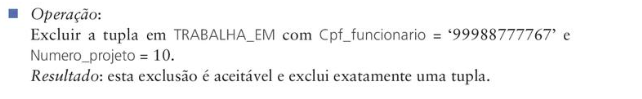 ■ Operação:
Excluir a tupla em TRABALHA_EM com Cpf_funcionario = ‘99988777767’ e
Numero_projeto = 10.
Resultado: esta exclusão é aceitável e exclui exatamente uma tupla.